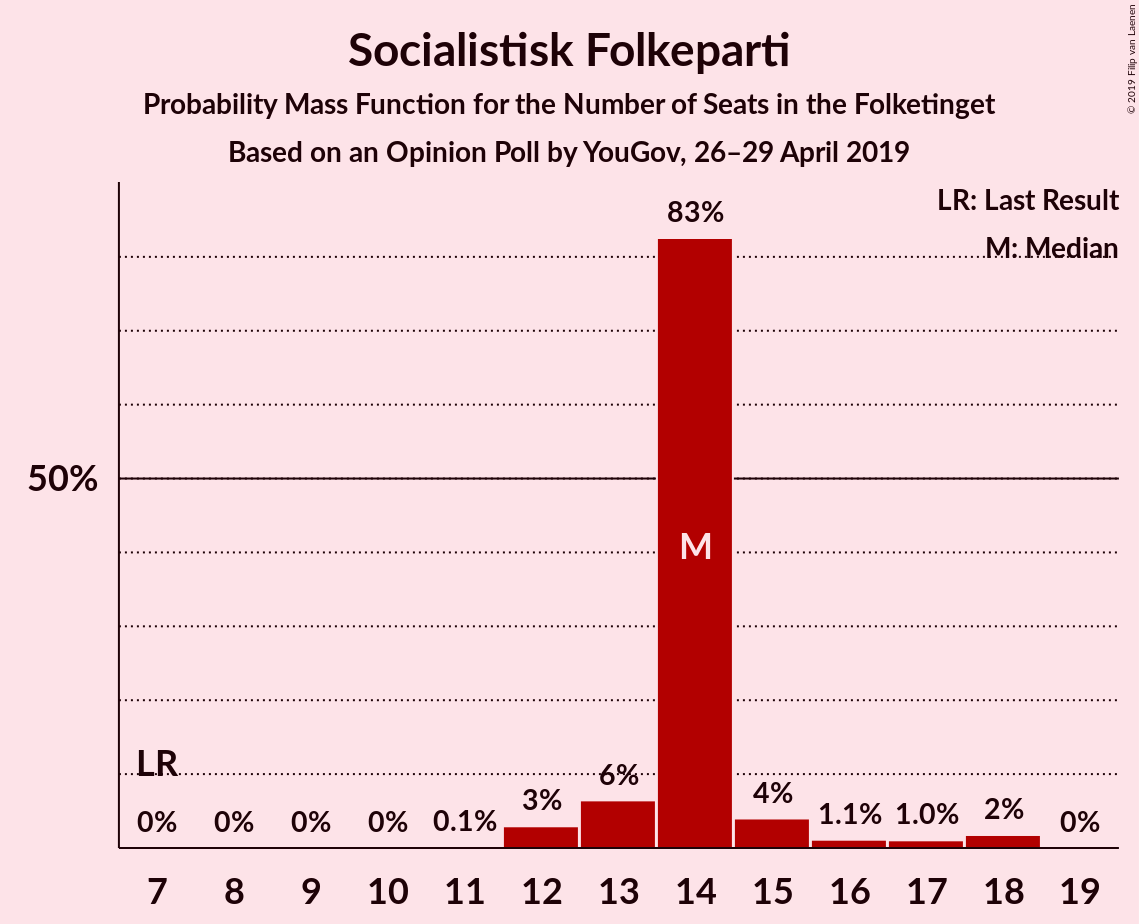 Socialistisk Folkeparti
Probability Mass Function for the Number of Seats in the Folketinget
Based on an Opinion Poll by YouGov, 26–29 April 2019
© 2019 Filip van Laenen
LR: Last Result
M: Median
83%
50%
M
LR
0% 0% 0% 0% 0.1% 3% 6% 4% 1.1% 1.0% 2% 0%
7 8 9 10 11 12 13 14 15 16 17 18 19